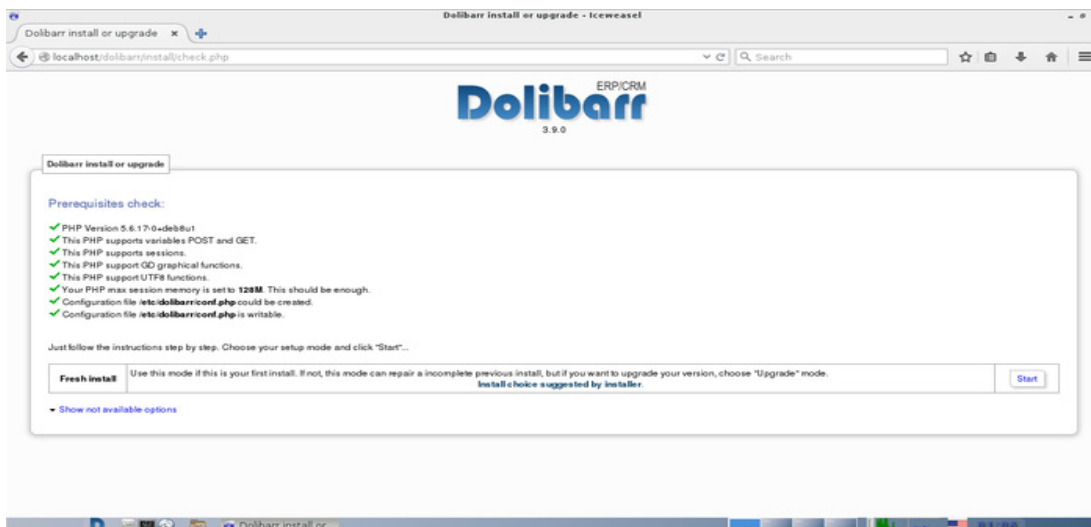 Dolibarr install or upgrade - Iceweasel
Dolibarr install or upgrade
localhost/dolibarr/install/check.php
Search
Dolibarr
ERP/CRM
3.9.0
Dolibarr install or upgrade
Prerequisites check:
PHP Version 5.6.17-0+deb8u1
This PHP supports variables POST and GET.
This PHP supports sessions.
This PHP support GD graphical functions.
This PHP support UTF8 functions.
Your PHP max session memory is set to 128M. This should be enough.
Configuration file /etc/dolibarr/conf.php could be created.
Configuration file /etc/dolibarr/conf.php is writable.
Just follow the instructions step by step. Choose your setup mode and click "Start"...
Fresh install
Use this mode if this is your first install. If not, this mode can repair a incomplete previous install, but if you want to upgrade your version, choose "Upgrade" mode.
Install choice suggested by installer.
Start
Show not available options
Dolibarr install or